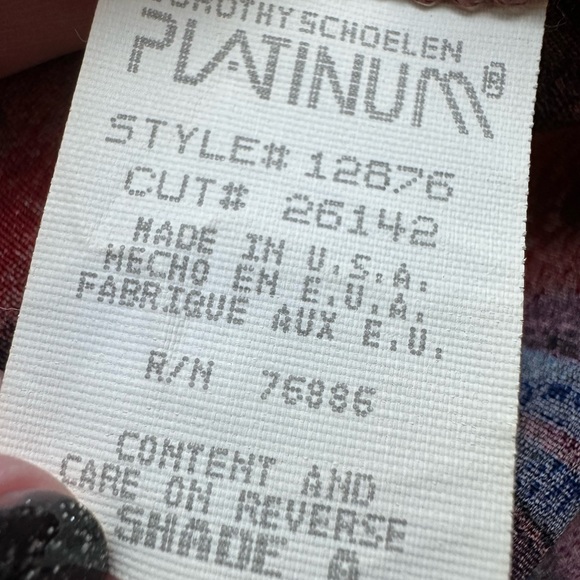 DOROTHY SCHOELEN
PLATINUM®
STYLE# 12876
CUT# 26142
MADE IN U.S.A.
HECHO EN E.U.A.
FABRIQUE AUX E.U.
R/N 76886
CONTENT AND
CARE ON REVERSE
SHADE